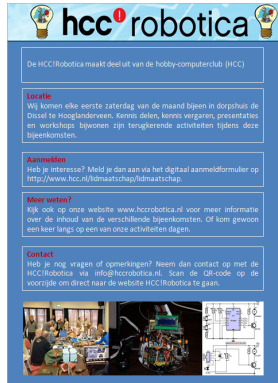 hcc! robotica
De HCC!Robotica maakt deel uit van de hobby-computerclub (HCC)
Locatie
Wij komen elke eerste zaterdag van de maand bijeen in dorpshuis de
Dissel te Hooglanderveen. Kennis delen, kennis vergaren, presentaties
en workshops bijwonen zijn terugkerende activiteiten tijdens deze
bijeenkomsten.
Aanmelden
Heb je interesse? Meld je dan aan via het digitaal aanmeldformulier op
http://www.hcc.nl/lidmaatschap/lidmaatschap.
Meer weten?
Kijk ook op onze website www.hccrobotica.nl voor meer informatie
over de inhoud van de verschillende bijeenkomsten. Of kom gewoon
een keer langs op een van onze activiteiten dagen.
Contact
Heb je nog vragen of opmerkingen? Neem dan contact op met de
HCC!Robotica via info@hccrobotica.nl. Scan de QR-code op de
voorzijde om direct naar de website HCC!Robotica te gaan.